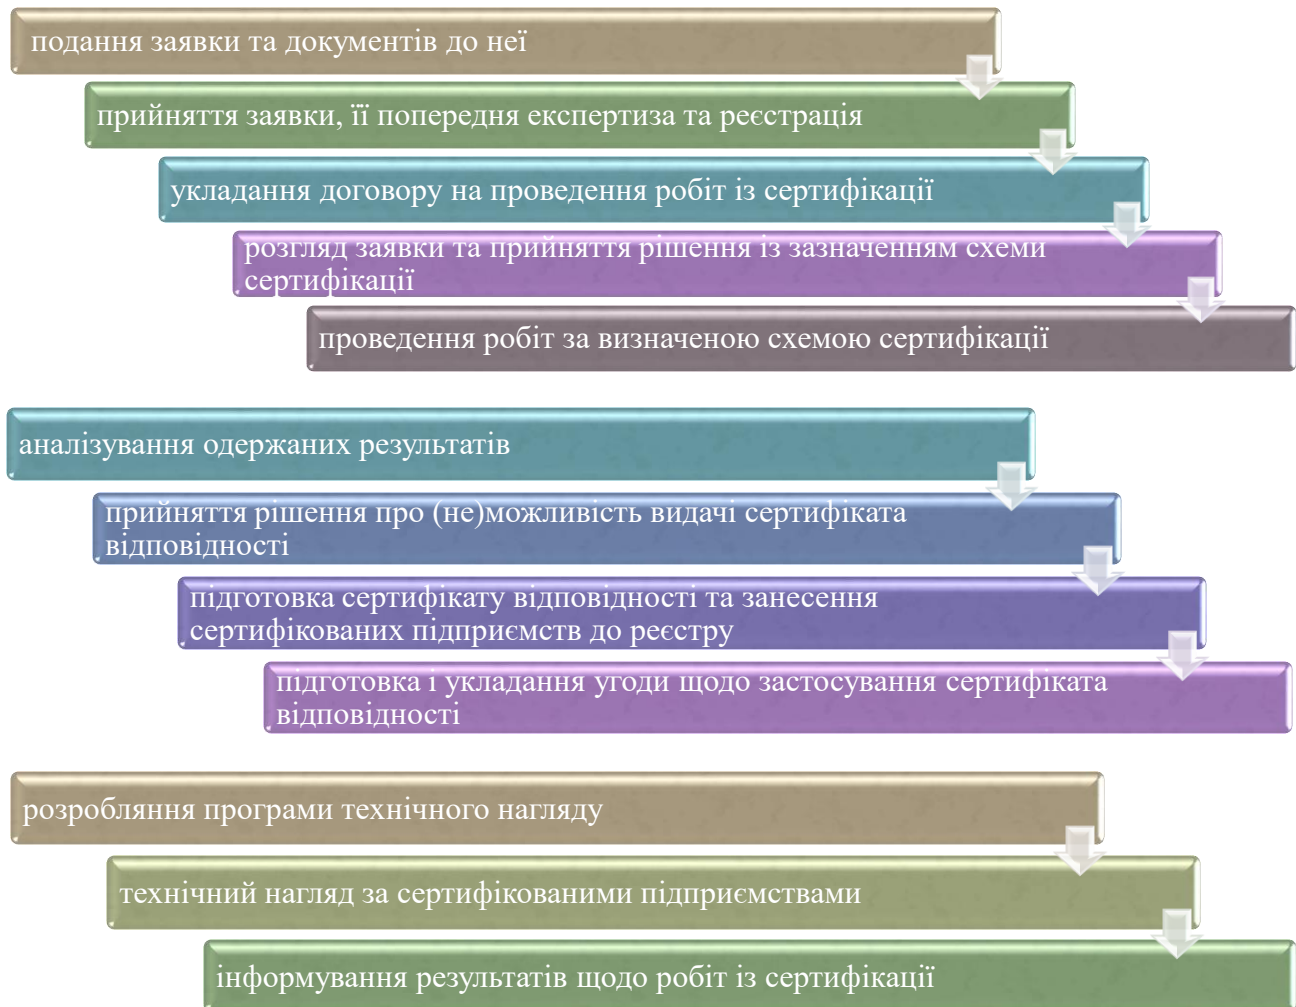 подання заявки та документів до неї
прийняття заявки, її попередня експертиза та реєстрація
укладання договору на проведення робіт із сертифікації
розгляд заявки та прийняття рішення із зазначенням схеми
сертифікації
проведення робіт за визначеною схемою сертифікації
аналізування одержаних результатів
прийняття рішення про (не)можливість видачі сертифіката
відповідності
підготовка сертифікату відповідності та занесення
сертифікованих підприємств до реєстру
підготовка і укладання угоди щодо застосування сертифіката
відповідності
розробляння програми технічного нагляду
технічний нагляд за сертифікованими підприємствами
інформування результатів щодо робіт із сертифікації